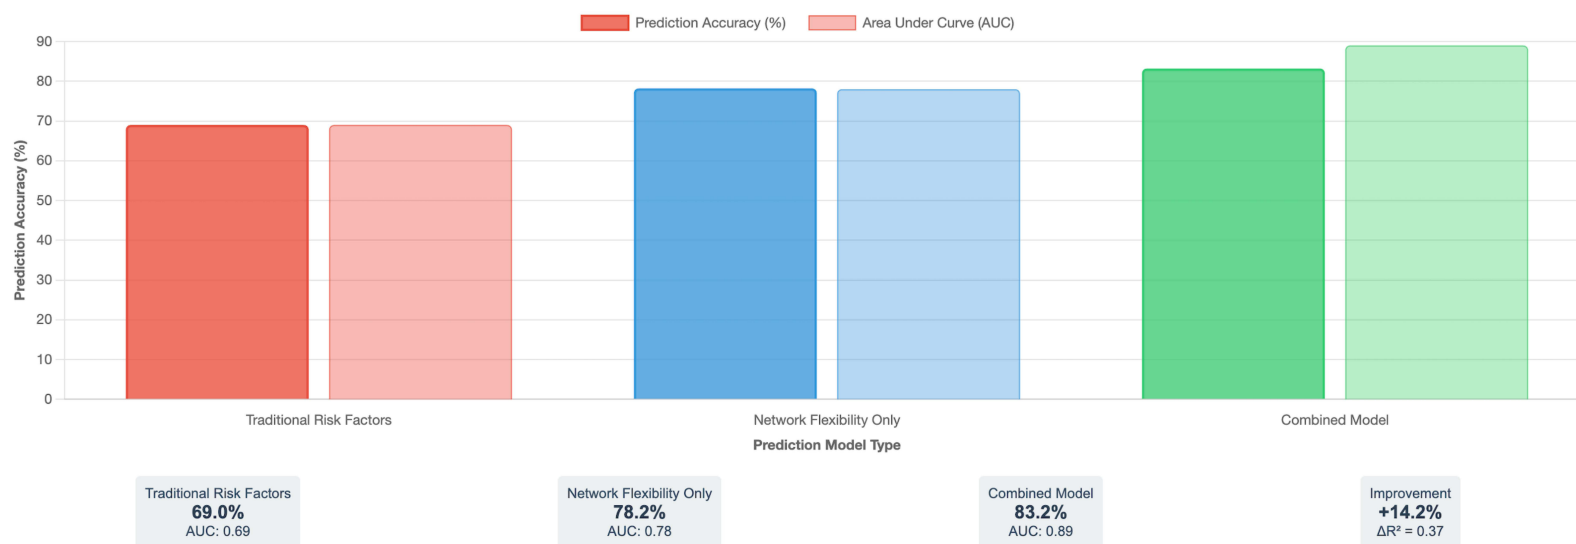 Prediction Accuracy (%)
Area Under Curve (AUC)
Prediction Accuracy (%)
90
80
70
60
50
40
30
20
10
0
Traditional Risk Factors
Network Flexibility Only
Combined Model
Prediction Model Type
Traditional Risk Factors
69.0%
AUC: 0.69
Network Flexibility Only
78.2%
AUC: 0.78
Combined Model
83.2%
AUC: 0.89
Improvement
+14.2%
ΔR² = 0.37